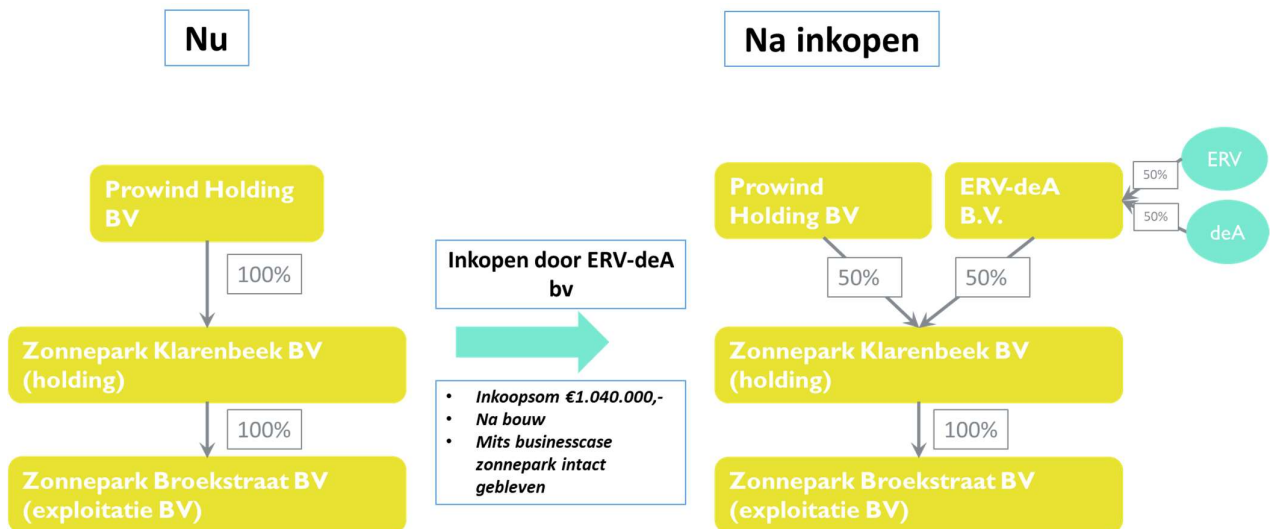 Nu
Prowind Holding
BV
100%
Zonnepark Klarenbeek BV
(holding)
100%
Zonnepark Broekstraat BV
(exploitatie BV)
Inkopen door ERV-deA
bv
• Inkoopsom €1.040.000,-
• Na bouw
• Mits businesscase
zonnepark intact
gebleven
Na inkopen
Prowind
Holding BV
ERV-deA
B.V.
50%
ERV
50%
deA
50%
50%
Zonnepark Klarenbeek BV
(holding)
100%
Zonnepark Broekstraat BV
(exploitatie BV)